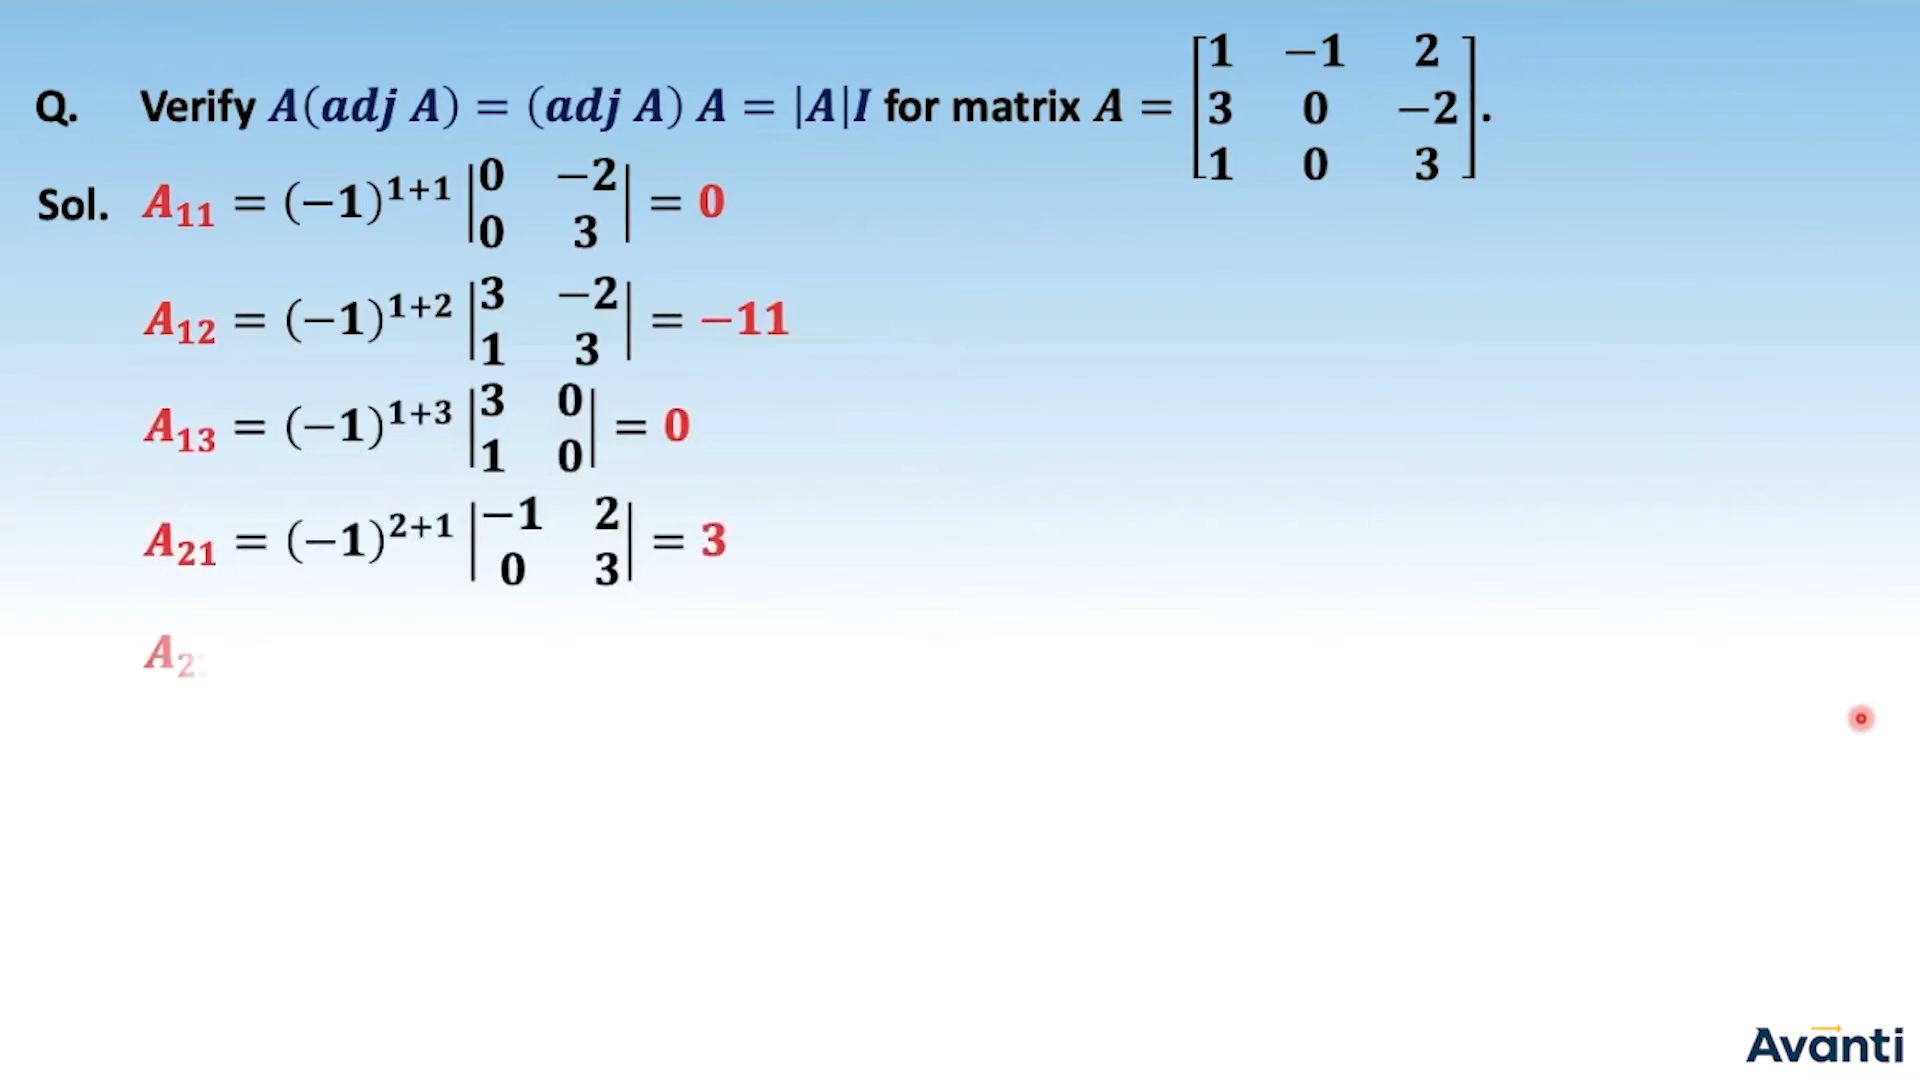 Q. Verify A(adj A) = (adj A) A = |A|I for matrix A = [1 −1 2; 3 0 −2; 1 0 3].
Sol. A₁₁ = (−1)¹⁺¹ |0 −2; 0 3| = 0
A₁₂ = (−1)¹⁺² |3 −2; 1 3| = −11
A₁₃ = (−1)¹⁺³ |3 0; 1 0| = 0
A₂₁ = (−1)²⁺¹ |−1 2; 0 3| = 3
A₂
Avanti